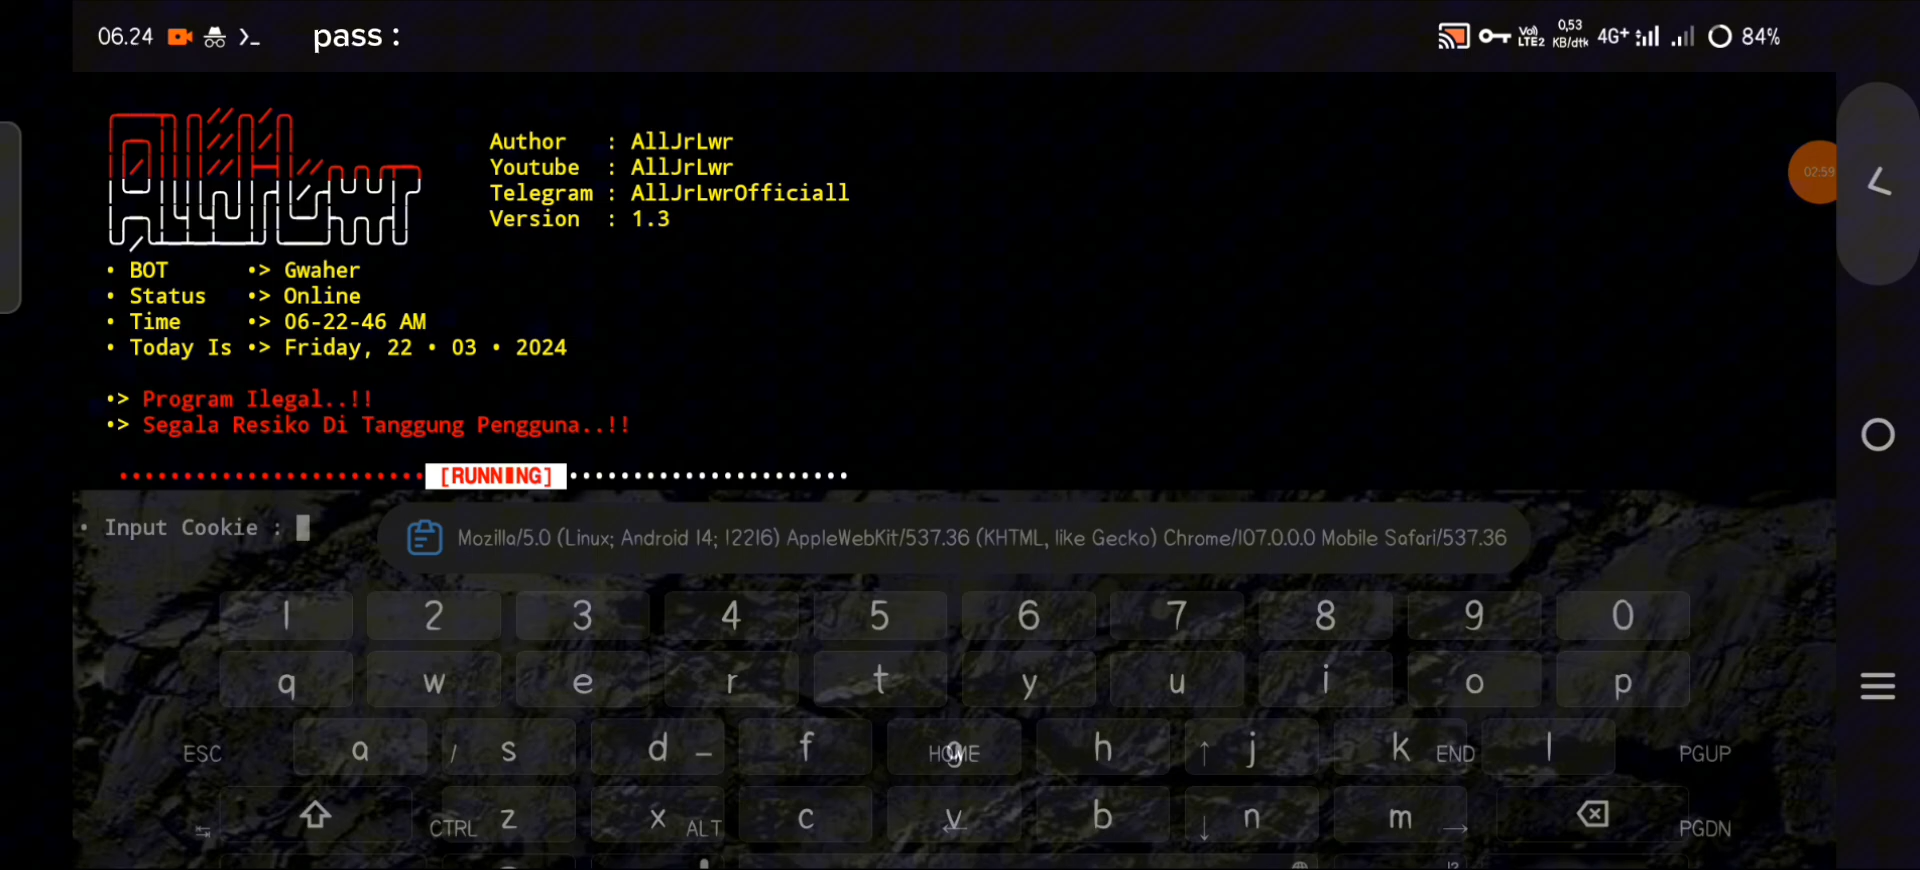 06.24 pass :
0,53
Vo) LTE2 KB/dtk 4G+ 84%
Author : AllJrLwr
Youtube : AllJrLwr
Telegram : AllJrLwrOfficiall
Version : 1.3
02:59
• BOT •> Gwaher
• Status •> Online
• Time •> 06-22-46 AM
• Today Is •> Friday, 22 • 03 • 2024
•> Program Ilegal..!!
•> Segala Resiko Di Tanggung Pengguna..!!
[RUNNING]
• Input Cookie :
Mozilla/5.0 (Linux; Android 14; 12216) AppleWebKit/537.36 (KHTML, like Gecko) Chrome/107.0.0.0 Mobile Safari/537.36
1 2 3 4 5 6 7 8 9 0
q w e r t y u i o p
ESC a / s d — f HOME g h ↑ j k END l PGUP
CTRL z x ALT c v ← b ↓ n m → PGDN